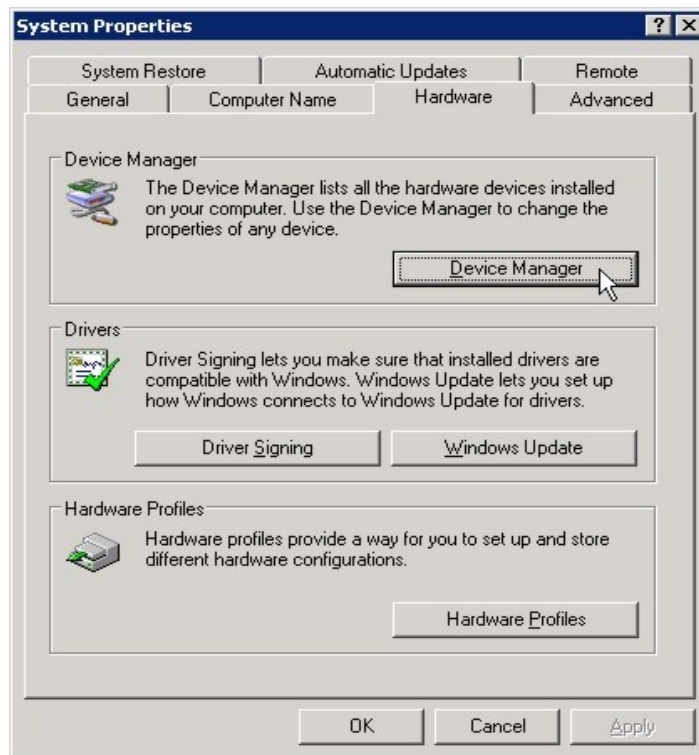 System Properties
System Restore
Automatic Updates
Remote
General
Computer Name
Hardware
Advanced
Device Manager
The Device Manager lists all the hardware devices installed
on your computer. Use the Device Manager to change the
properties of any device.
Device Manager
Drivers
Driver Signing lets you make sure that installed drivers are
compatible with Windows. Windows Update lets you set up
how Windows connects to Windows Update for drivers.
Driver Signing
Windows Update
Hardware Profiles
Hardware profiles provide a way for you to set up and store
different hardware configurations.
Hardware Profiles
OK
Cancel
Apply